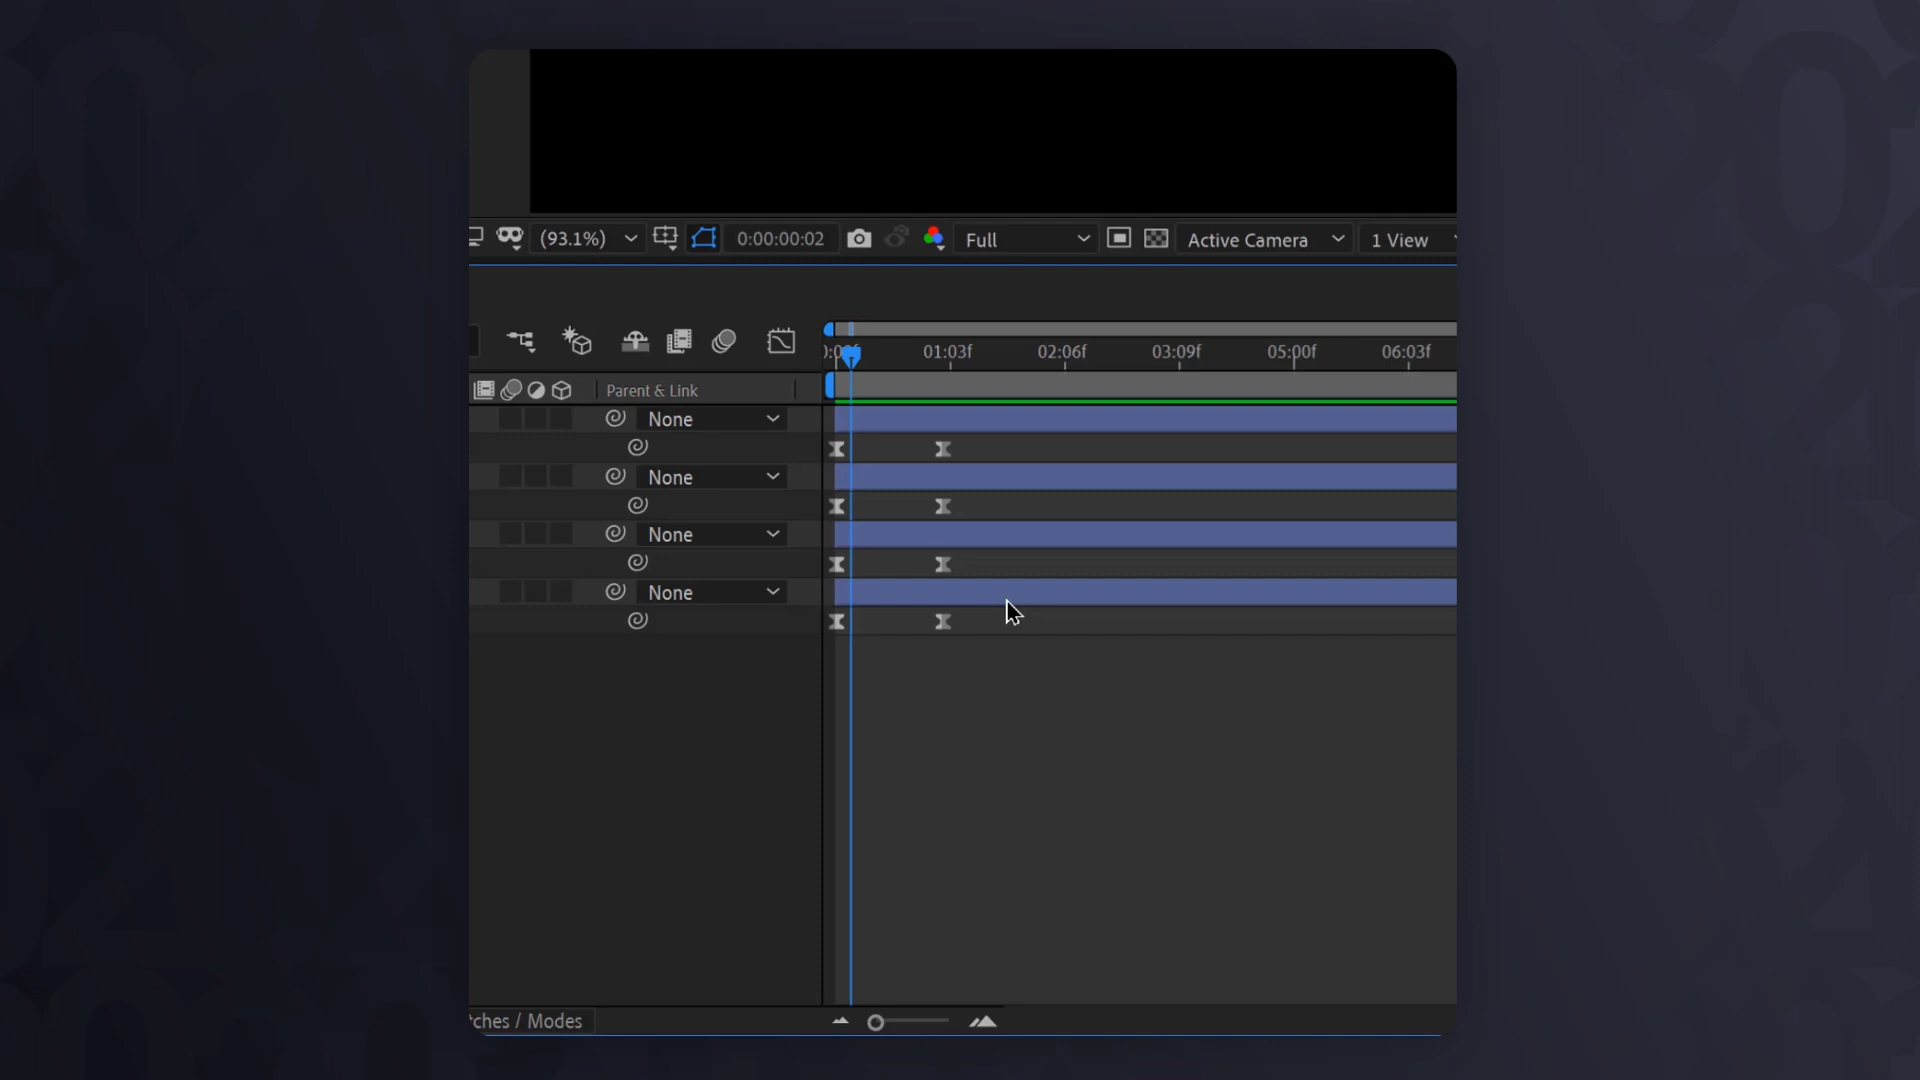 (93.1%) 0:00:00:02 Full Active Camera 1 View
01:03f 02:06f 03:09f 05:00f 06:03f
Parent & Link
None
None
None
None
tches / Modes